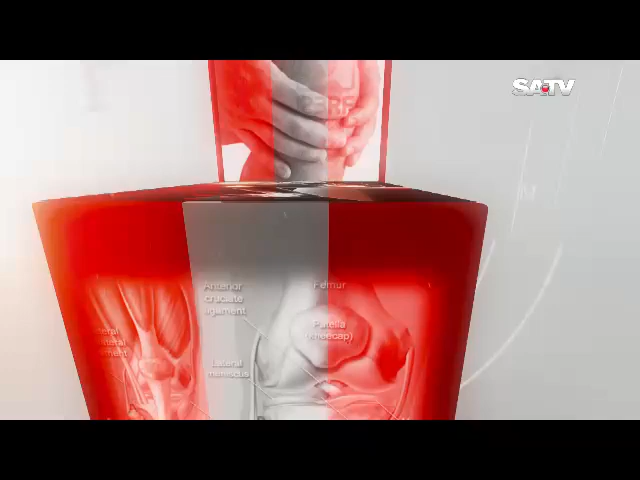 SATV
Anterior
cruciate
ligament
Femur
Patella
(kneecap)
Lateral
meniscus